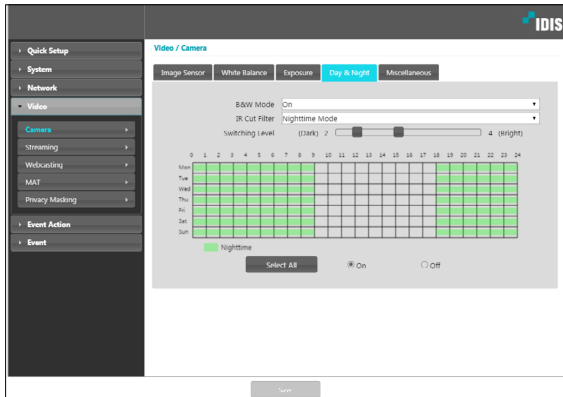 IDIS
Quick Setup
System
Network
Video
Camera
Streaming
Webcasting
MAT
Privacy Masking
Event Action
Event
Video / Camera
Image Sensor White Balance Exposure Day & Night Miscellaneous
B&W Mode On
IR Cut Filter Nighttime Mode
Switching Level (Dark) 2 4 (Bright)
0 1 2 3 4 5 6 7 8 9 10 11 12 13 14 15 16 17 18 19 20 21 22 23 24
Mon
Tue
Wed
Thu
Fri
Sat
Sun
Nighttime
Select All On Off
Save